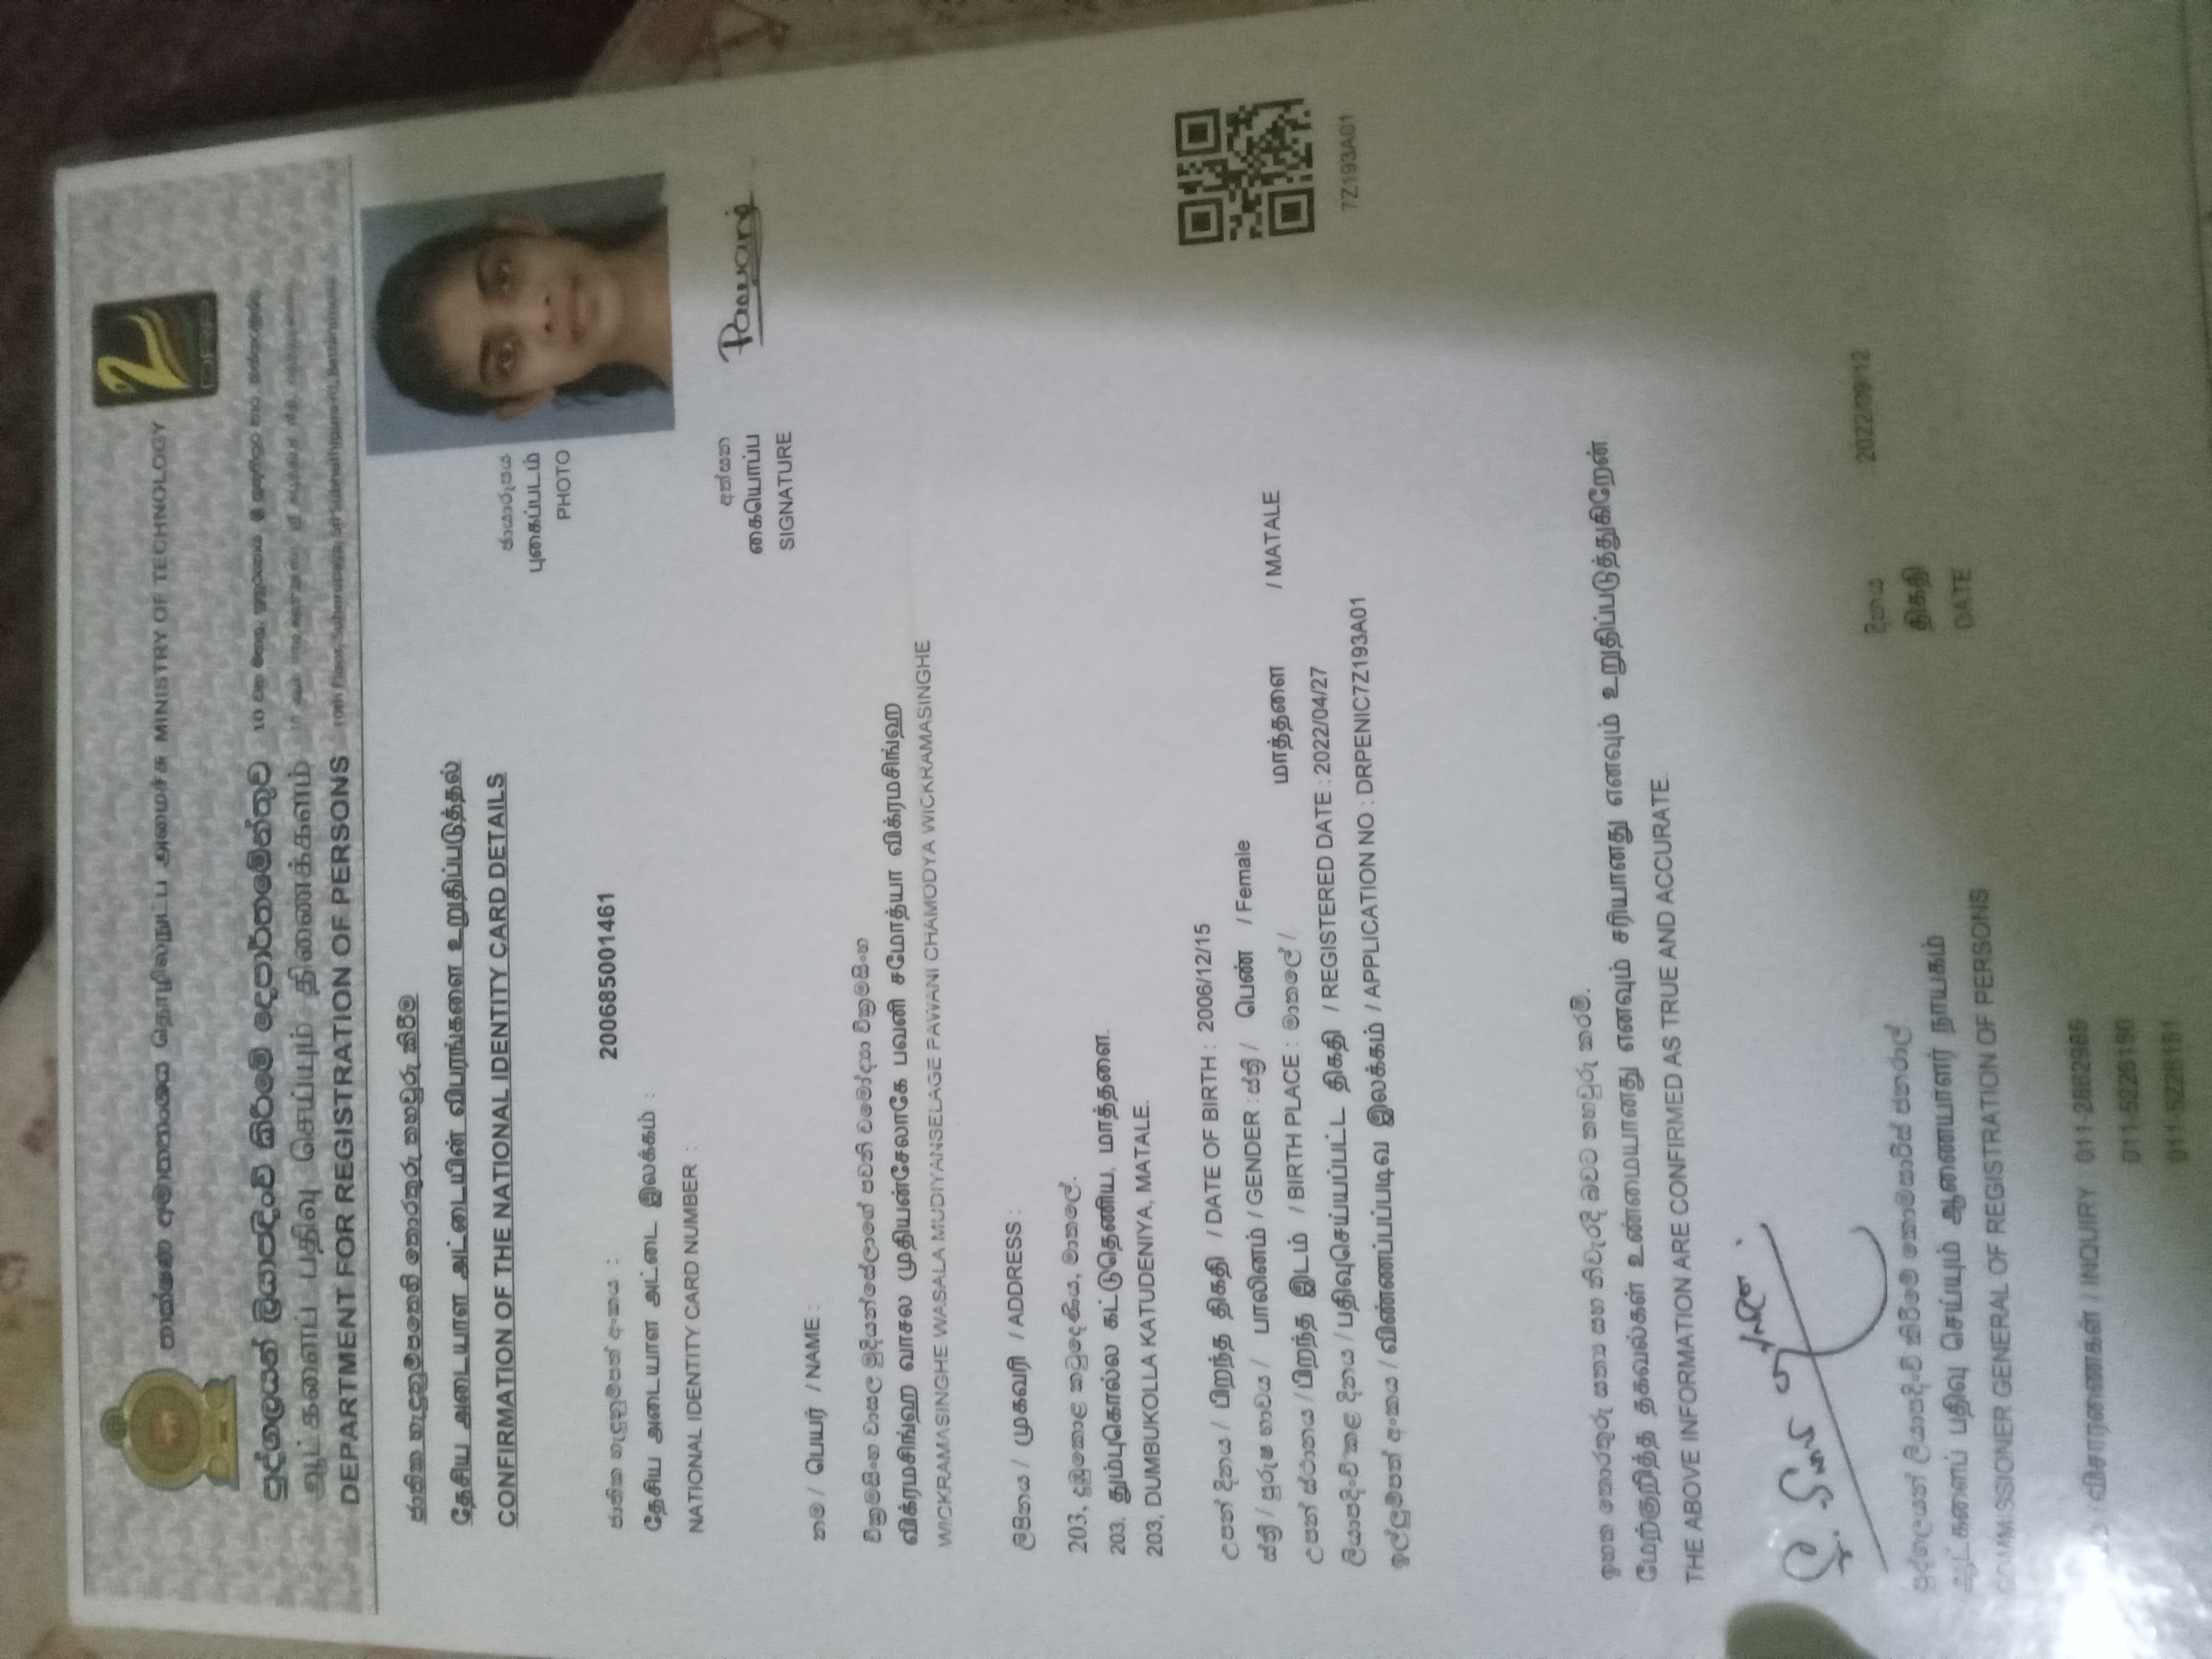 තාක්ෂණ අමාත්‍යාංශය தொழில்நுட்ப அமைச்சு MINISTRY OF TECHNOLOGY
DRP
පුද්ගලයන් ලියාපදිංචි කිරීමේ දෙපාර්තමේන්තුව
ஆட்களைப் பதிவு செய்யும் திணைக்களம்
DEPARTMENT FOR REGISTRATION OF PERSONS 10th Floor, Suhurupaya, Sri Subhuthipura Rd, Battaramulla
ජාතික හැඳුනුම්පතෙහි තොරතුරු තහවුරු කිරීම
தேசிய அடையாள அட்டையின் விபரங்களை உறுதிப்படுத்தல்
CONFIRMATION OF THE NATIONAL IDENTITY CARD DETAILS
ඡායාරූපය
புகைப்படம்
PHOTO
ජාතික හැඳුනුම්පත් අංකය : 200685001461
தேசிய அடையாள அட்டை இலக்கம் :
NATIONAL IDENTITY CARD NUMBER :
අත්සන
கையொப்ப
SIGNATURE
Pawani
නම / பெயர் / NAME :
වික්‍රමසිංහ වාසල මුදියන්සේලාගේ පවනි චමෝද්‍යා වික්‍රමසිංහ
விக்ரமசிங்ஹ வாசல முதியன்சேலாகே பவனி சமோத்யா விக்ரமசிங்ஹ
WICKRAMASINGHE WASALA MUDIYANSELAGE PAWANI CHAMODYA WICKRAMASINGHE
ලිපිනය / முகவரி / ADDRESS :
203, දුඹුකොළ කටුදෙණිය, මාතලේ.
203, தும்புகொல்ல கட்டுதெணிய, மாத்தளை.
203, DUMBUKOLLA KATUDENIYA, MATALE.
උපන් දිනය / பிறந்த திகதி / DATE OF BIRTH : 2006/12/15
ස්ත්‍රී / පුරුෂ භාවය / பாலினம் / GENDER : ස්ත්‍රී / பெண் / Female
උපන් ස්ථානය / பிறந்த இடம் / BIRTH PLACE : මාතලේ / மாத்தளை / MATALE
ලියාපදිංචි කළ දිනය / பதிவுசெய்யப்பட்ட திகதி / REGISTERED DATE : 2022/04/27
ඉල්ලුම්පත් අංකය / விண்ணப்பப்படிவ இலக்கம் / APPLICATION NO : DRPENIC7Z193A01
7Z193A01
ඉහත තොරතුරු සත්‍ය සහ නිවැරදි බවට තහවුරු කරමි.
மேற்குறித்த தகவல்கள் உண்மையானது எனவும் சரியானது எனவும் உறுதிப்படுத்துகிறேன்
THE ABOVE INFORMATION ARE CONFIRMED AS TRUE AND ACCURATE.
පුද්ගලයන් ලියාපදිංචි කිරීමේ කොමසාරිස් ජනරාල්
ஆட்களைப் பதிவு செய்யும் ஆணையாளர் நாயகம்
COMMISSIONER GENERAL OF REGISTRATION OF PERSONS
දිනය 2022/09/12
திகதி
DATE
/ விசாரணைகள் / INQUIRY : 011-2862985
011-5226150
011-5226151